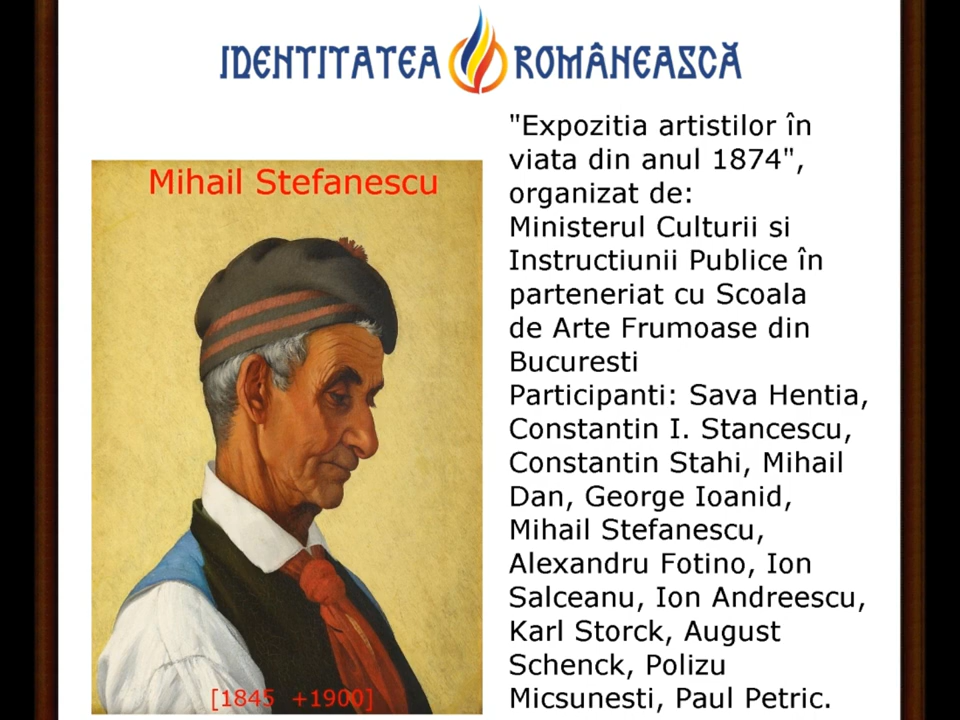 IDENTITATEA ROMÂNEASCĂ
Mihail Stefanescu
[1845 +1900]
"Expozitia artistilor în
viata din anul 1874",
organizat de:
Ministerul Culturii si
Instructiunii Publice în
parteneriat cu Scoala
de Arte Frumoase din
Bucuresti
Participanti: Sava Hentia,
Constantin I. Stancescu,
Constantin Stahi, Mihail
Dan, George Ioanid,
Mihail Stefanescu,
Alexandru Fotino, Ion
Salceanu, Ion Andreescu,
Karl Storck, August
Schenck, Polizu
Micsunesti, Paul Petric.